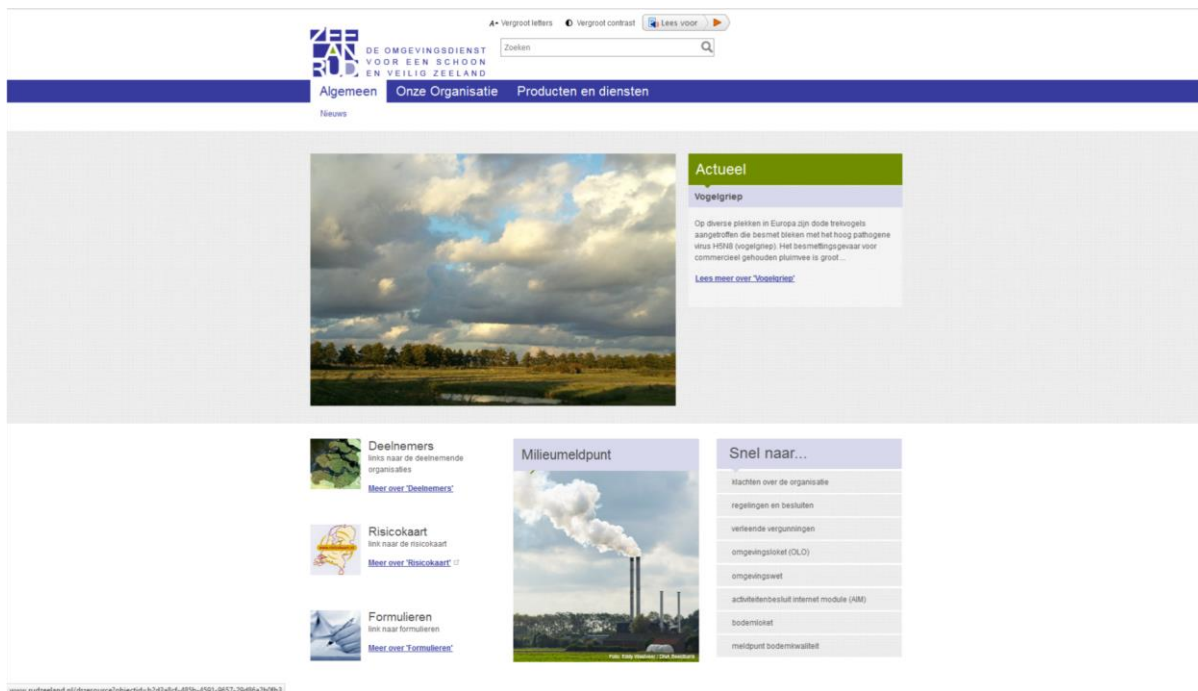 A+ Vergroot letters
Vergroot contrast
Lees voor
ZEE
LAN
RUD
DE OMGEVINGSDIENST
VOOR EEN SCHOON
EN VEILIG ZEELAND
Zoeken
Algemeen
Onze Organisatie
Producten en diensten
Nieuws
Actueel
Vogelgriep
Op diverse plekken in Europa zijn dode trekvogels
aangetroffen die besmet bleken met het hoog pathogene
virus H5N8 (vogelgriep). Het besmettingsgevaar voor
commercieel gehouden pluimvee is groot ...
Lees meer over 'Vogelgriep'
Deelnemers
links naar de deelnemende
organisaties
Meer over 'Deelnemers'
Risicokaart
link naar de risicokaart
Meer over 'Risicokaart'
Formulieren
link naar formulieren
Meer over 'Formulieren'
Milieumeldpunt
Snel naar...
klachten over de organisatie
regelingen en besluiten
verleende vergunningen
omgevingsloket (OLO)
omgevingswet
activiteitenbesluit internet module (AIM)
bodemloket
meldpunt bodemkwaliteit